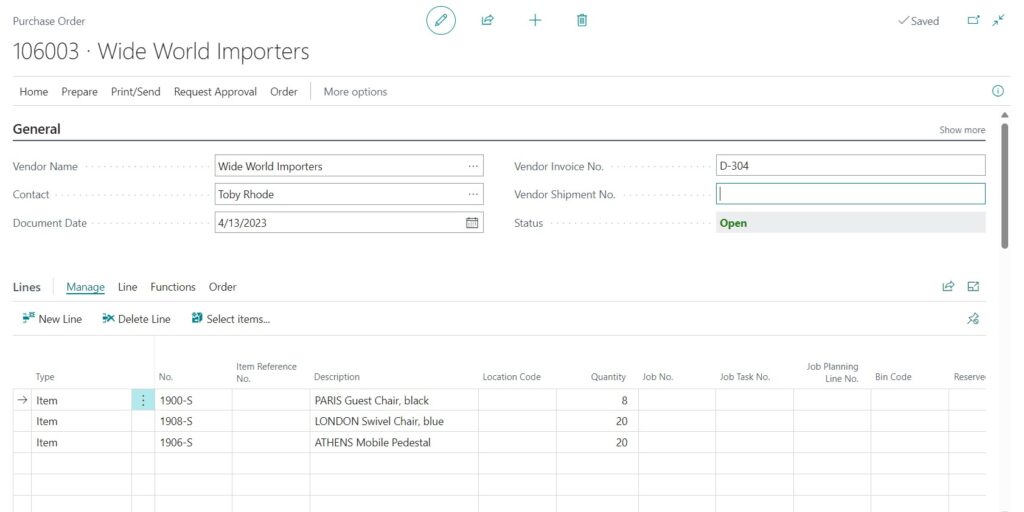 Purchase Order
Saved
106003 · Wide World Importers
Home Prepare Print/Send Request Approval Order More options
General Show more
Vendor Name Wide World Importers Vendor Invoice No. D-304
Contact Toby Rhode Vendor Shipment No.
Document Date 4/13/2023 Status Open
Lines Manage Line Functions Order
New Line Delete Line Select items...
Type No. Item Reference No. Description Location Code Quantity Job No. Job Task No. Job Planning Line No. Bin Code Reserve
Item 1900-S PARIS Guest Chair, black 8
Item 1908-S LONDON Swivel Chair, blue 20
Item 1906-S ATHENS Mobile Pedestal 20